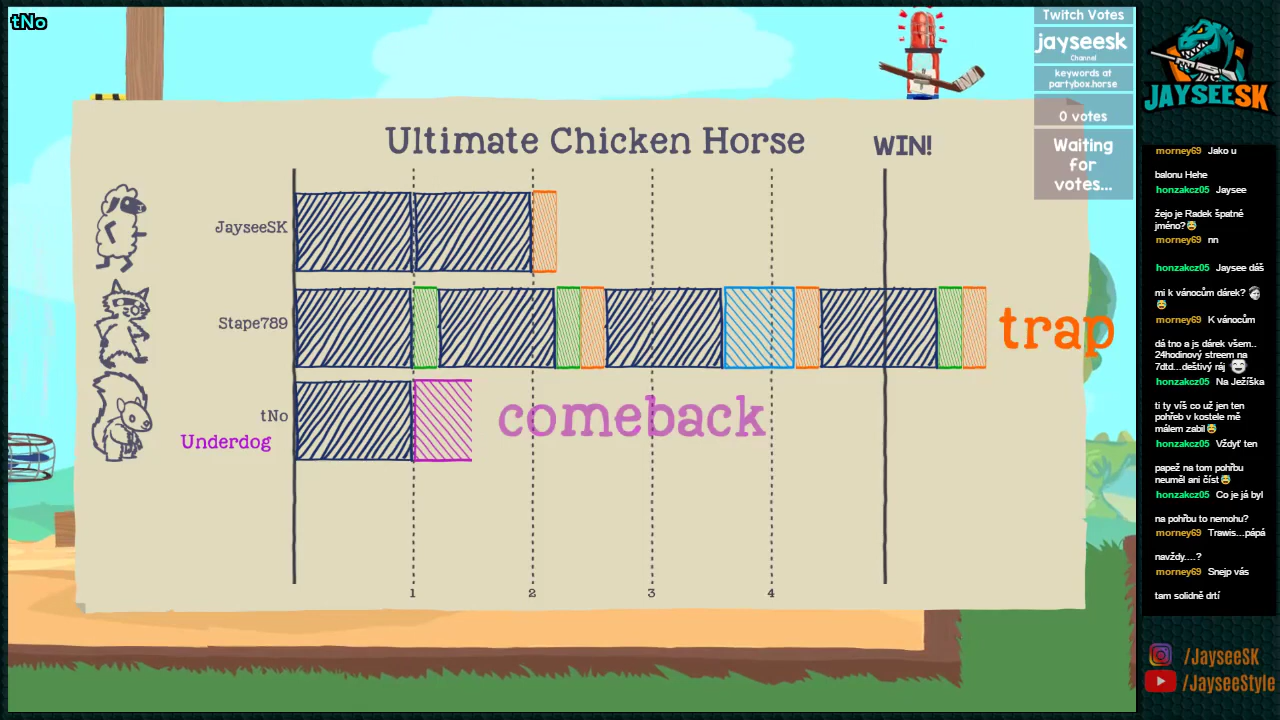 tNo
Twitch Votes
jayseesk
Channel
keywords at
partybox.horse
0 votes
Waiting
for
votes...
JAYSEESK
Ultimate Chicken Horse
WIN!
JayseeSK
Stape789
trap
tNo
Underdog
comeback
1 2 3 4
morney69 Jako u
balonu Hehe
honzakcz05 Jaysee
žejo je Radek špatné
jméno?😅
morney69 nn
honzakcz05 Jaysee dáš
mi k vánocům dárek?
😅
morney69 K vánocům
dá tno a js dárek všem..
24hodinový streem na
7dtd...deštivý ráj
honzakcz05 Na Ježíška
ti ty víš co už jen ten
pohřeb v kostele mě
málem zabil😅
honzakcz05 Vždyť ten
papež na tom pohřbu
neuměl ani číst😅
honzakcz05 Co je já byl
na pohřbu to nemohu?
morney69 Trawis...pápá
navždy....?
morney69 Snejp vás
tam solidně drtí
/JayseeSK
/JayseeStyle